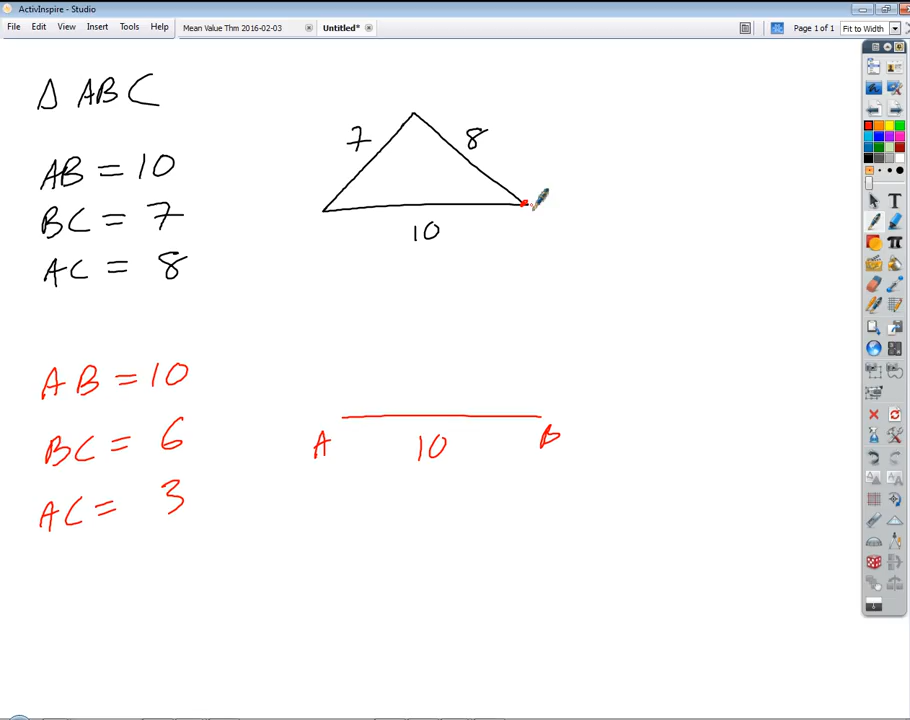 ActivInspire - Studio
File Edit View Insert Tools Help Mean Value Thm 2016-02-03 Untitled* Page 1 of 1 Fit to Width
Δ ABC
AB = 10
BC = 7
AC = 8
7 8
10
AB = 10
BC = 6
AC = 3
A 10 B
T
π